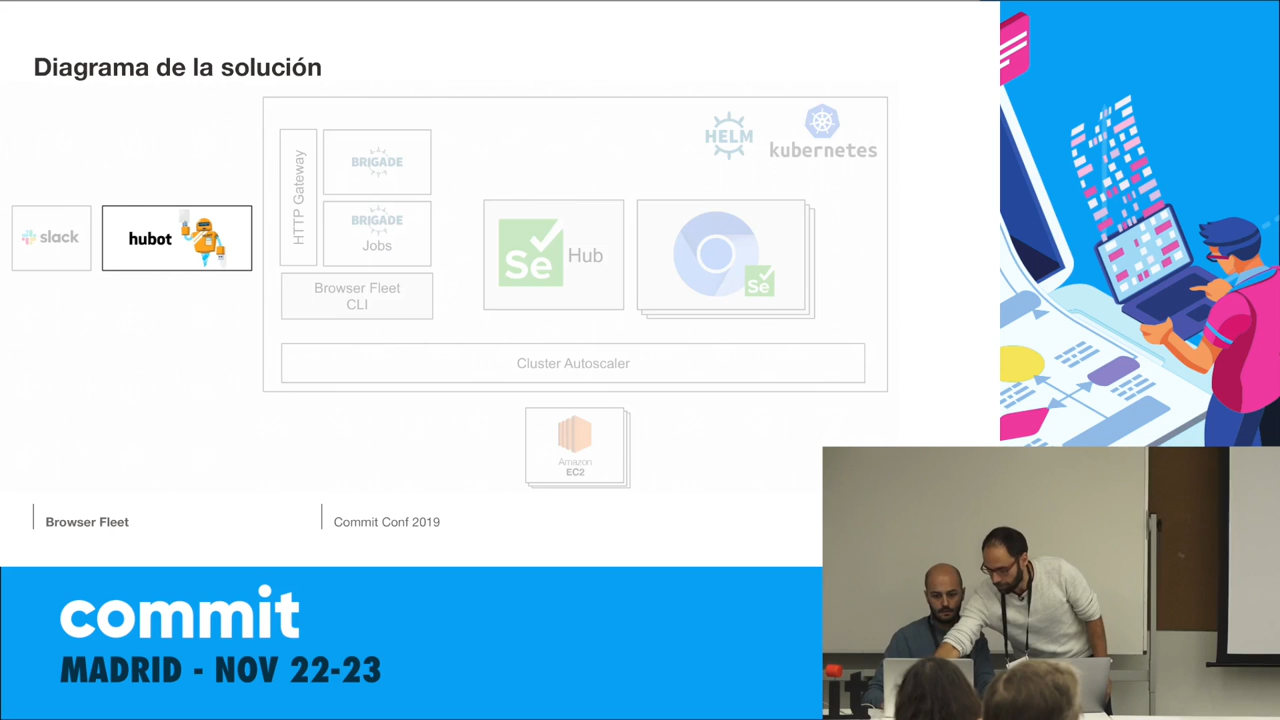 Diagrama de la solución
HELM
kubernetes
HTTP Gateway
BRIGADE
BRIGADE
Jobs
slack
hubot
Se
Hub
Se
Browser Fleet
CLI
Cluster Autoscaler
Amazon
EC2
Browser Fleet
Commit Conf 2019
commit
MADRID - NOV 22-23
it